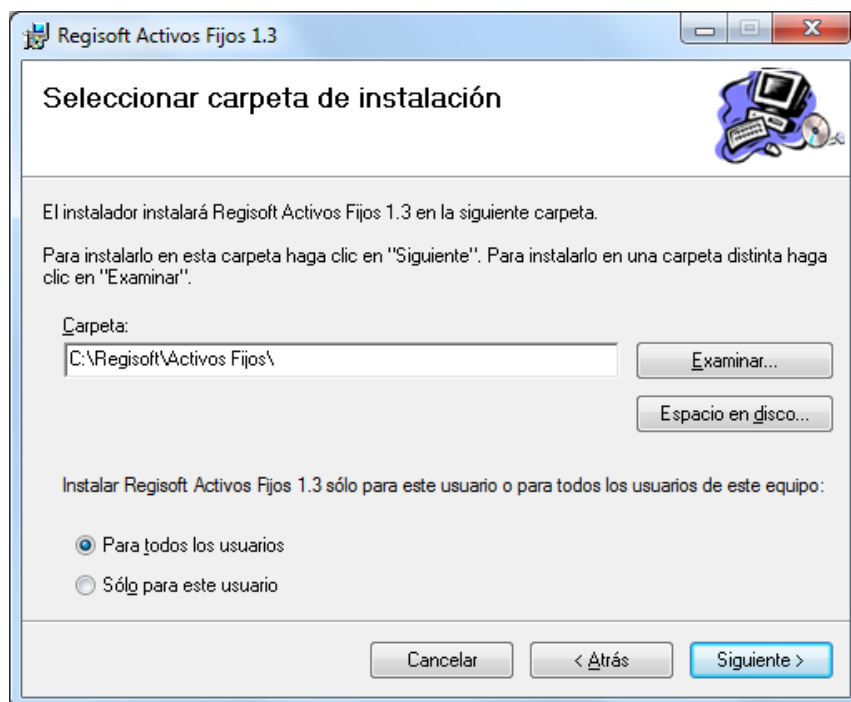 Regisoft Activos Fijos 1.3
Seleccionar carpeta de instalación
El instalador instalará Regisoft Activos Fijos 1.3 en la siguiente carpeta.
Para instalarlo en esta carpeta haga clic en "Siguiente". Para instalarlo en una carpeta distinta haga
clic en "Examinar".
Carpeta:
C:\Regisoft\Activos Fijos\
Examinar...
Espacio en disco...
Instalar Regisoft Activos Fijos 1.3 sólo para este usuario o para todos los usuarios de este equipo:
Para todos los usuarios
Sólo para este usuario
Cancelar
< Atrás
Siguiente >